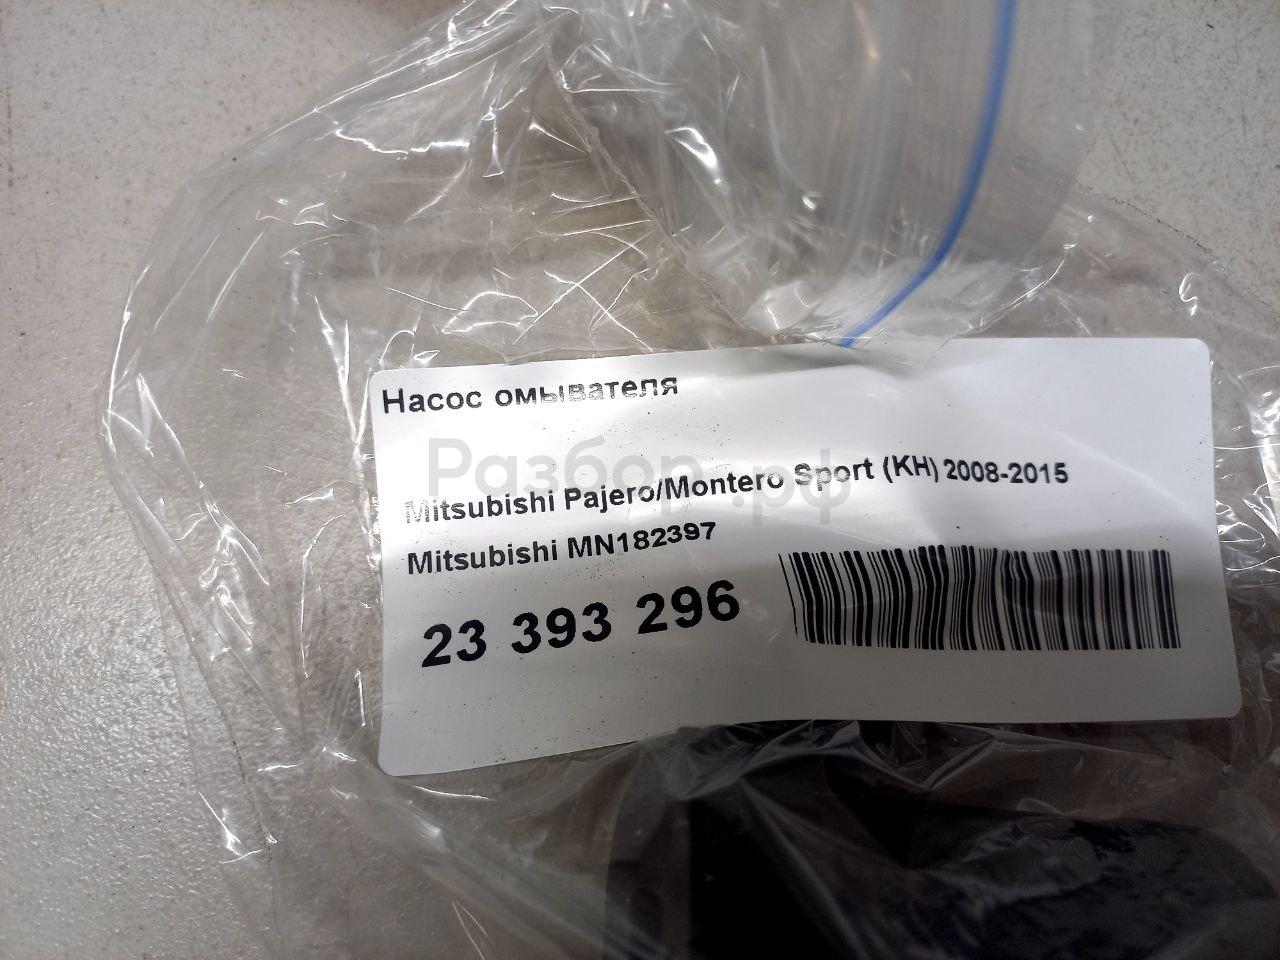 Насос омывателя
Разбор.рф
Mitsubishi Pajero/Montero Sport (KH) 2008-2015
Mitsubishi MN182397
23 393 296